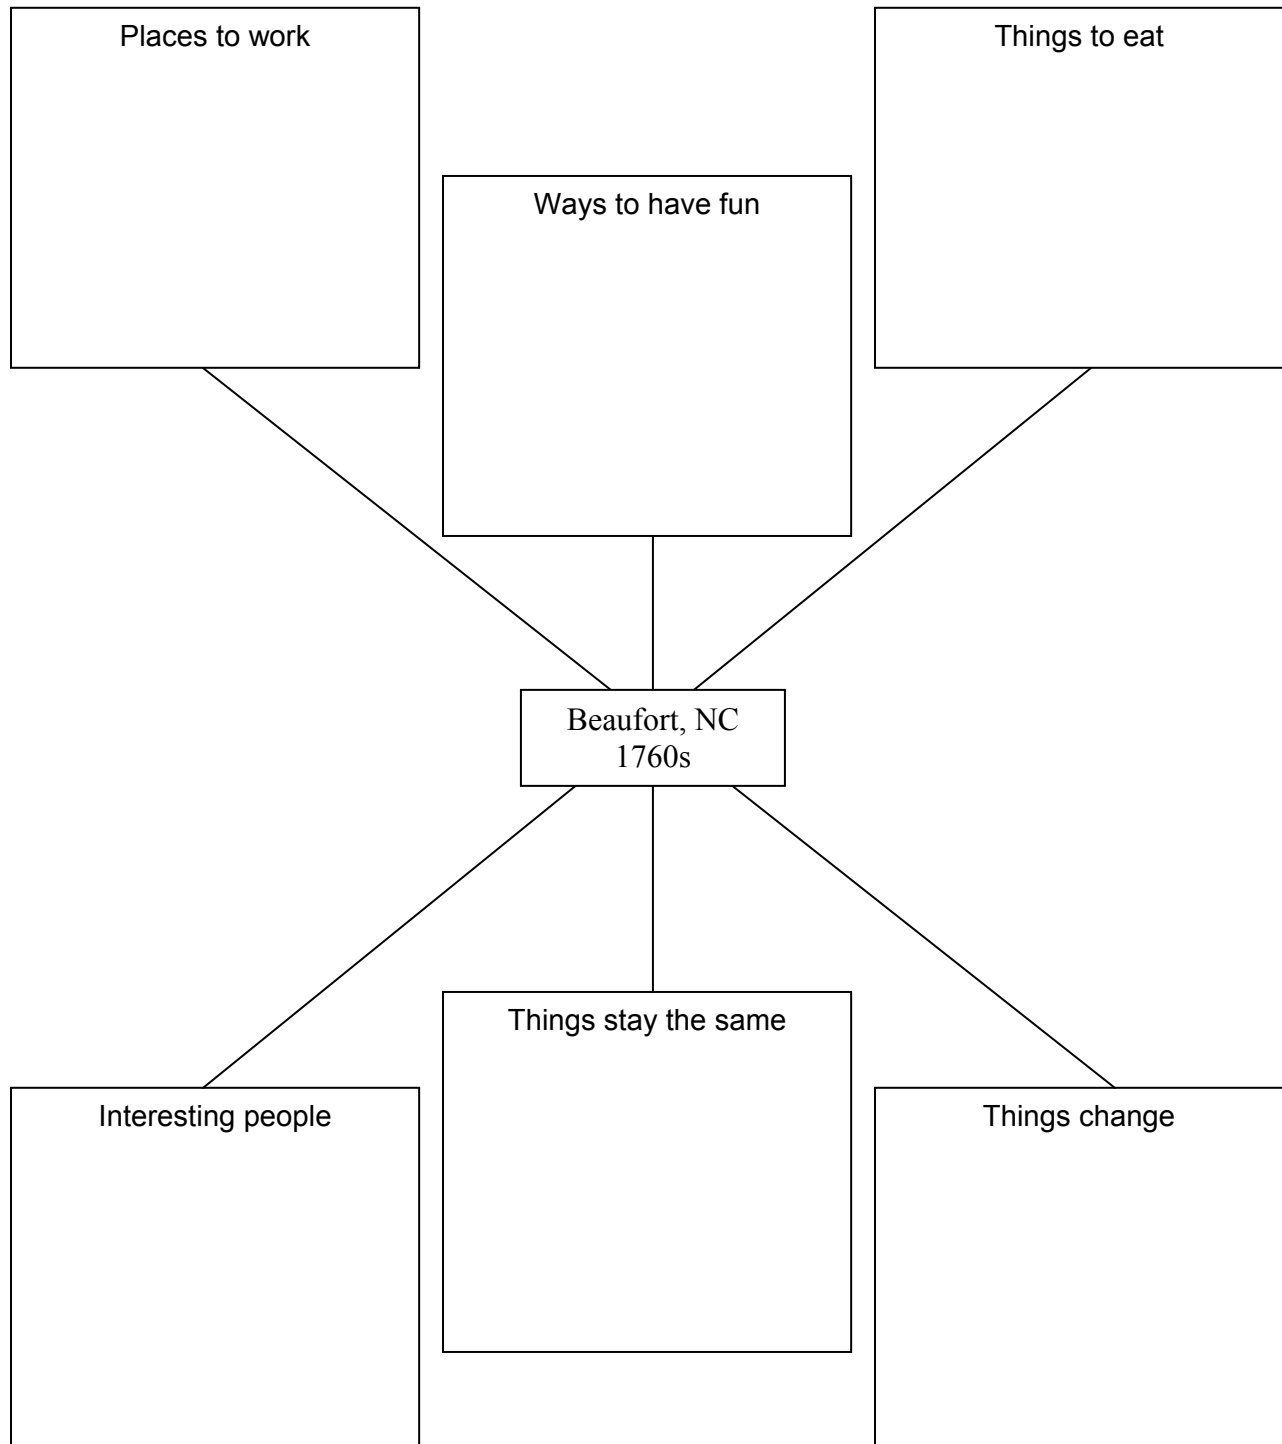 Places to work
Things to eat
Ways to have fun
Beaufort, NC
1760s
Things stay the same
Interesting people
Things change